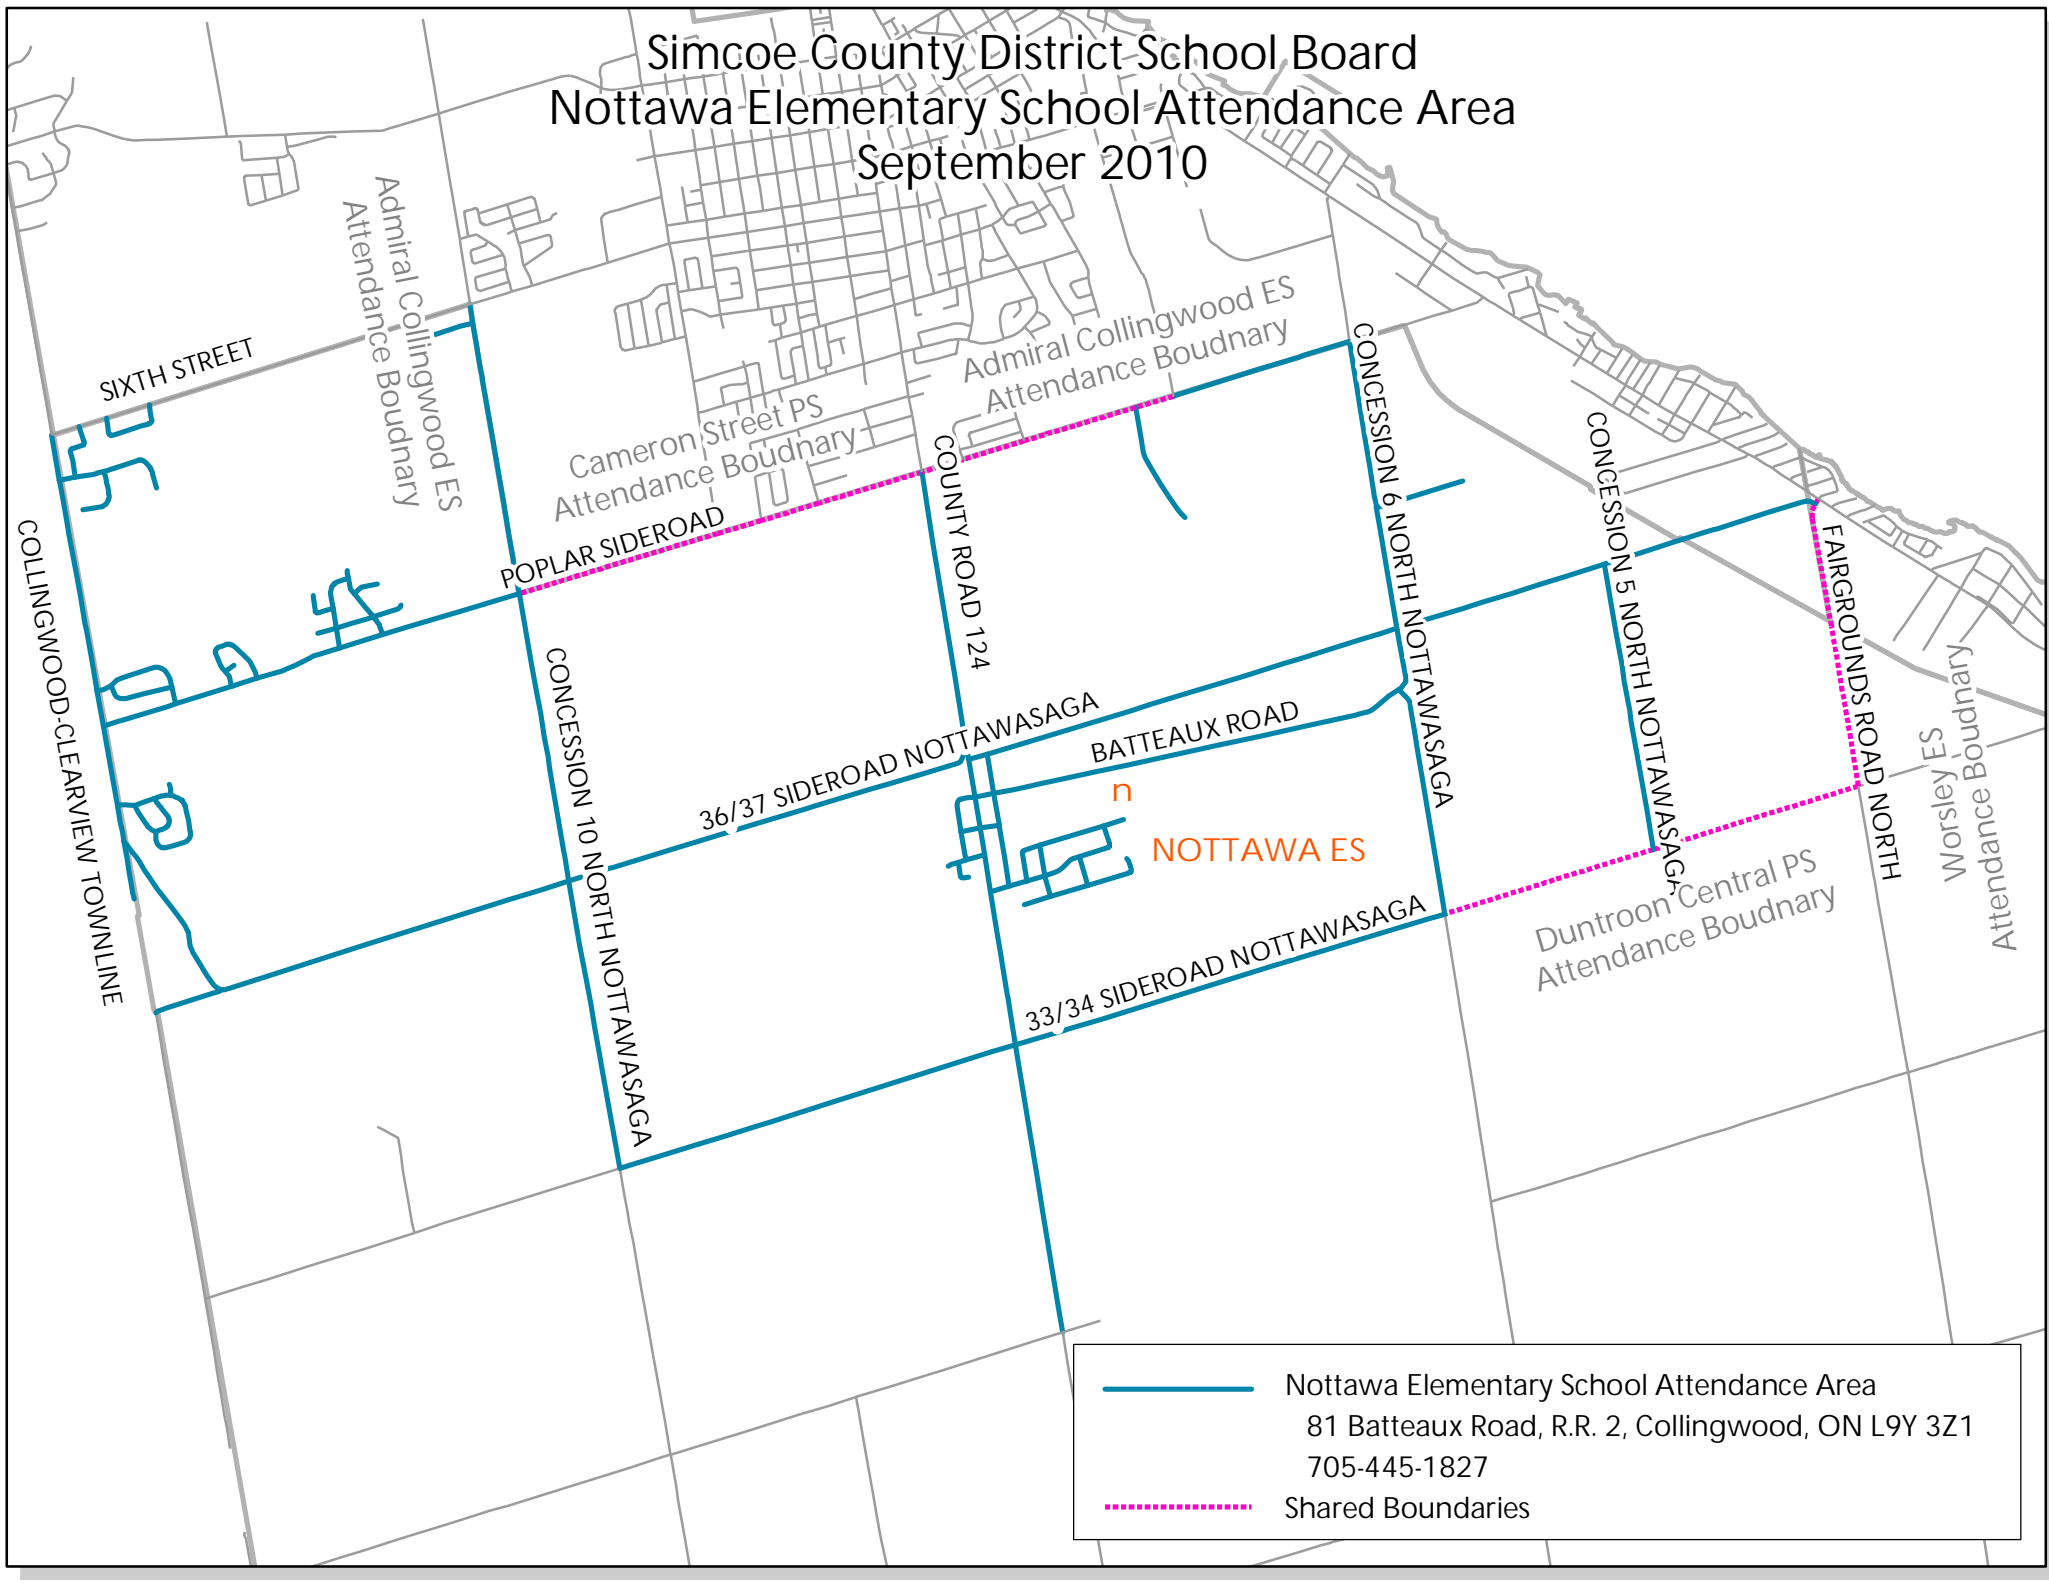 Simcoe County District School Board
Nottawa Elementary School Attendance Area
September 2010
Admiral Collingwood ES
Attendance Boudnary
SIXTH STREET
Admiral Collingwood ES
Attendance Boudnary
Cameron Street PS
Attendance Boudnary
POPLAR SIDEROAD
COUNTY ROAD 124
CONCESSION 6 NORTH NOTTAWASAGA
CONCESSION 5 NORTH NOTTAWASAGA
FAIRGROUNDS ROAD NORTH
COLLINGWOOD-CLEARVIEW TOWNLINE
CONCESSION 10 NORTH NOTTAWASAGA
36/37 SIDEROAD NOTTAWASAGA
BATTEAUX ROAD
n
NOTTAWA ES
Worsley ES
Attendance Boudnary
33/34 SIDEROAD NOTTAWASAGA
Duntroon Central PS
Attendance Boudnary
Nottawa Elementary School Attendance Area
81 Batteaux Road, R.R. 2, Collingwood, ON L9Y 3Z1
705-445-1827
Shared Boundaries